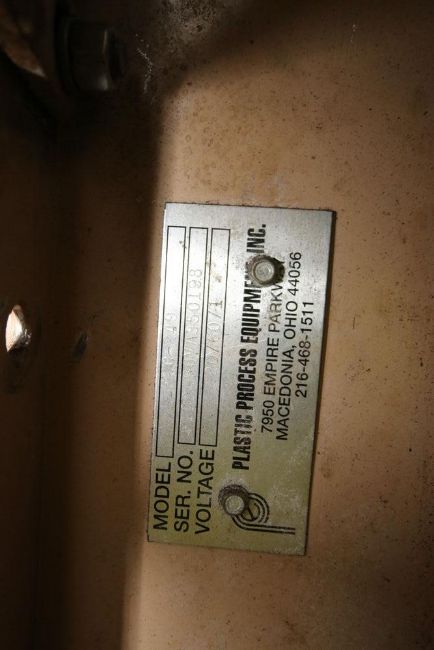 MODEL
SER. NO.
VOLTAGE
PLASTIC PROCESS EQUIPMENT, INC.
7950 EMPIRE PARKWAY
MACEDONIA, OHIO 44056
216-468-1511